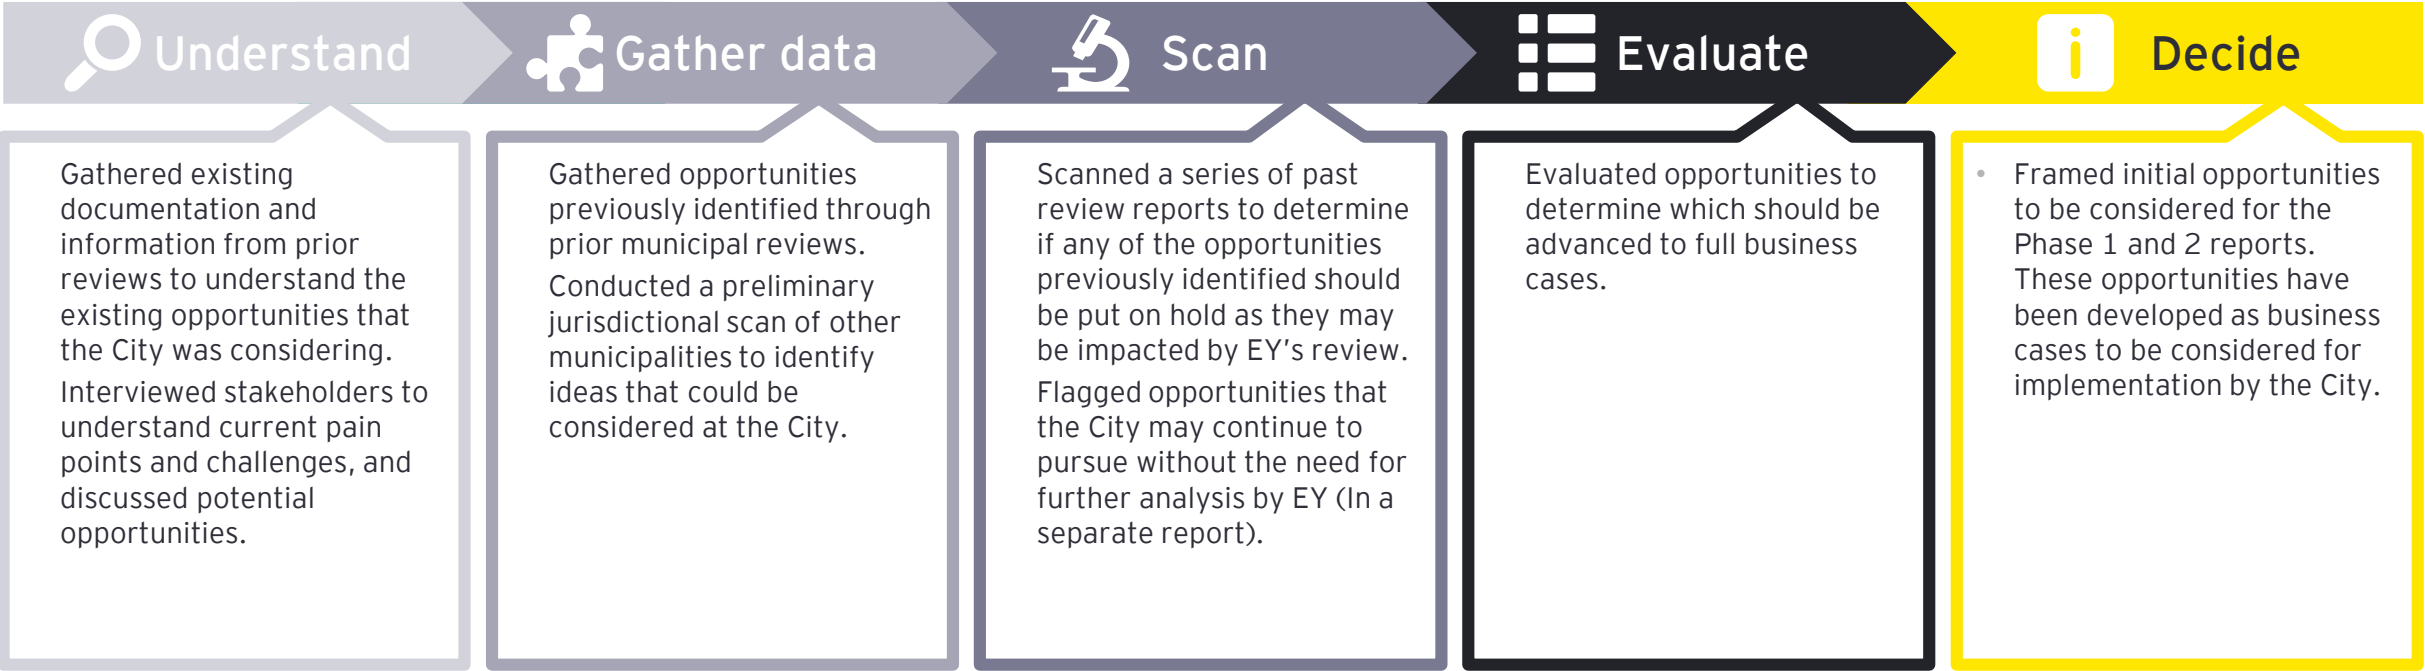 Understand
Gather data
Scan
Evaluate
i
Decide
Gathered existing
documentation and
information from prior
reviews to understand the
existing opportunities that
the City was considering.
Interviewed stakeholders to
understand current pain
points and challenges, and
discussed potential
opportunities.
Gathered opportunities
previously identified through
prior municipal reviews.
Conducted a preliminary
jurisdictional scan of other
municipalities to identify
ideas that could be
considered at the City.
Scanned a series of past
review reports to determine
if any of the opportunities
previously identified should
be put on hold as they may
be impacted by EY's review.
Flagged opportunities that
the City may continue to
pursue without the need for
further analysis by EY (In a
separate report).
Evaluated opportunities to
determine which should be
advanced to full business
cases.
• Framed initial opportunities
to be considered for the
Phase 1 and 2 reports.
These opportunities have
been developed as business
cases to be considered for
implementation by the City.